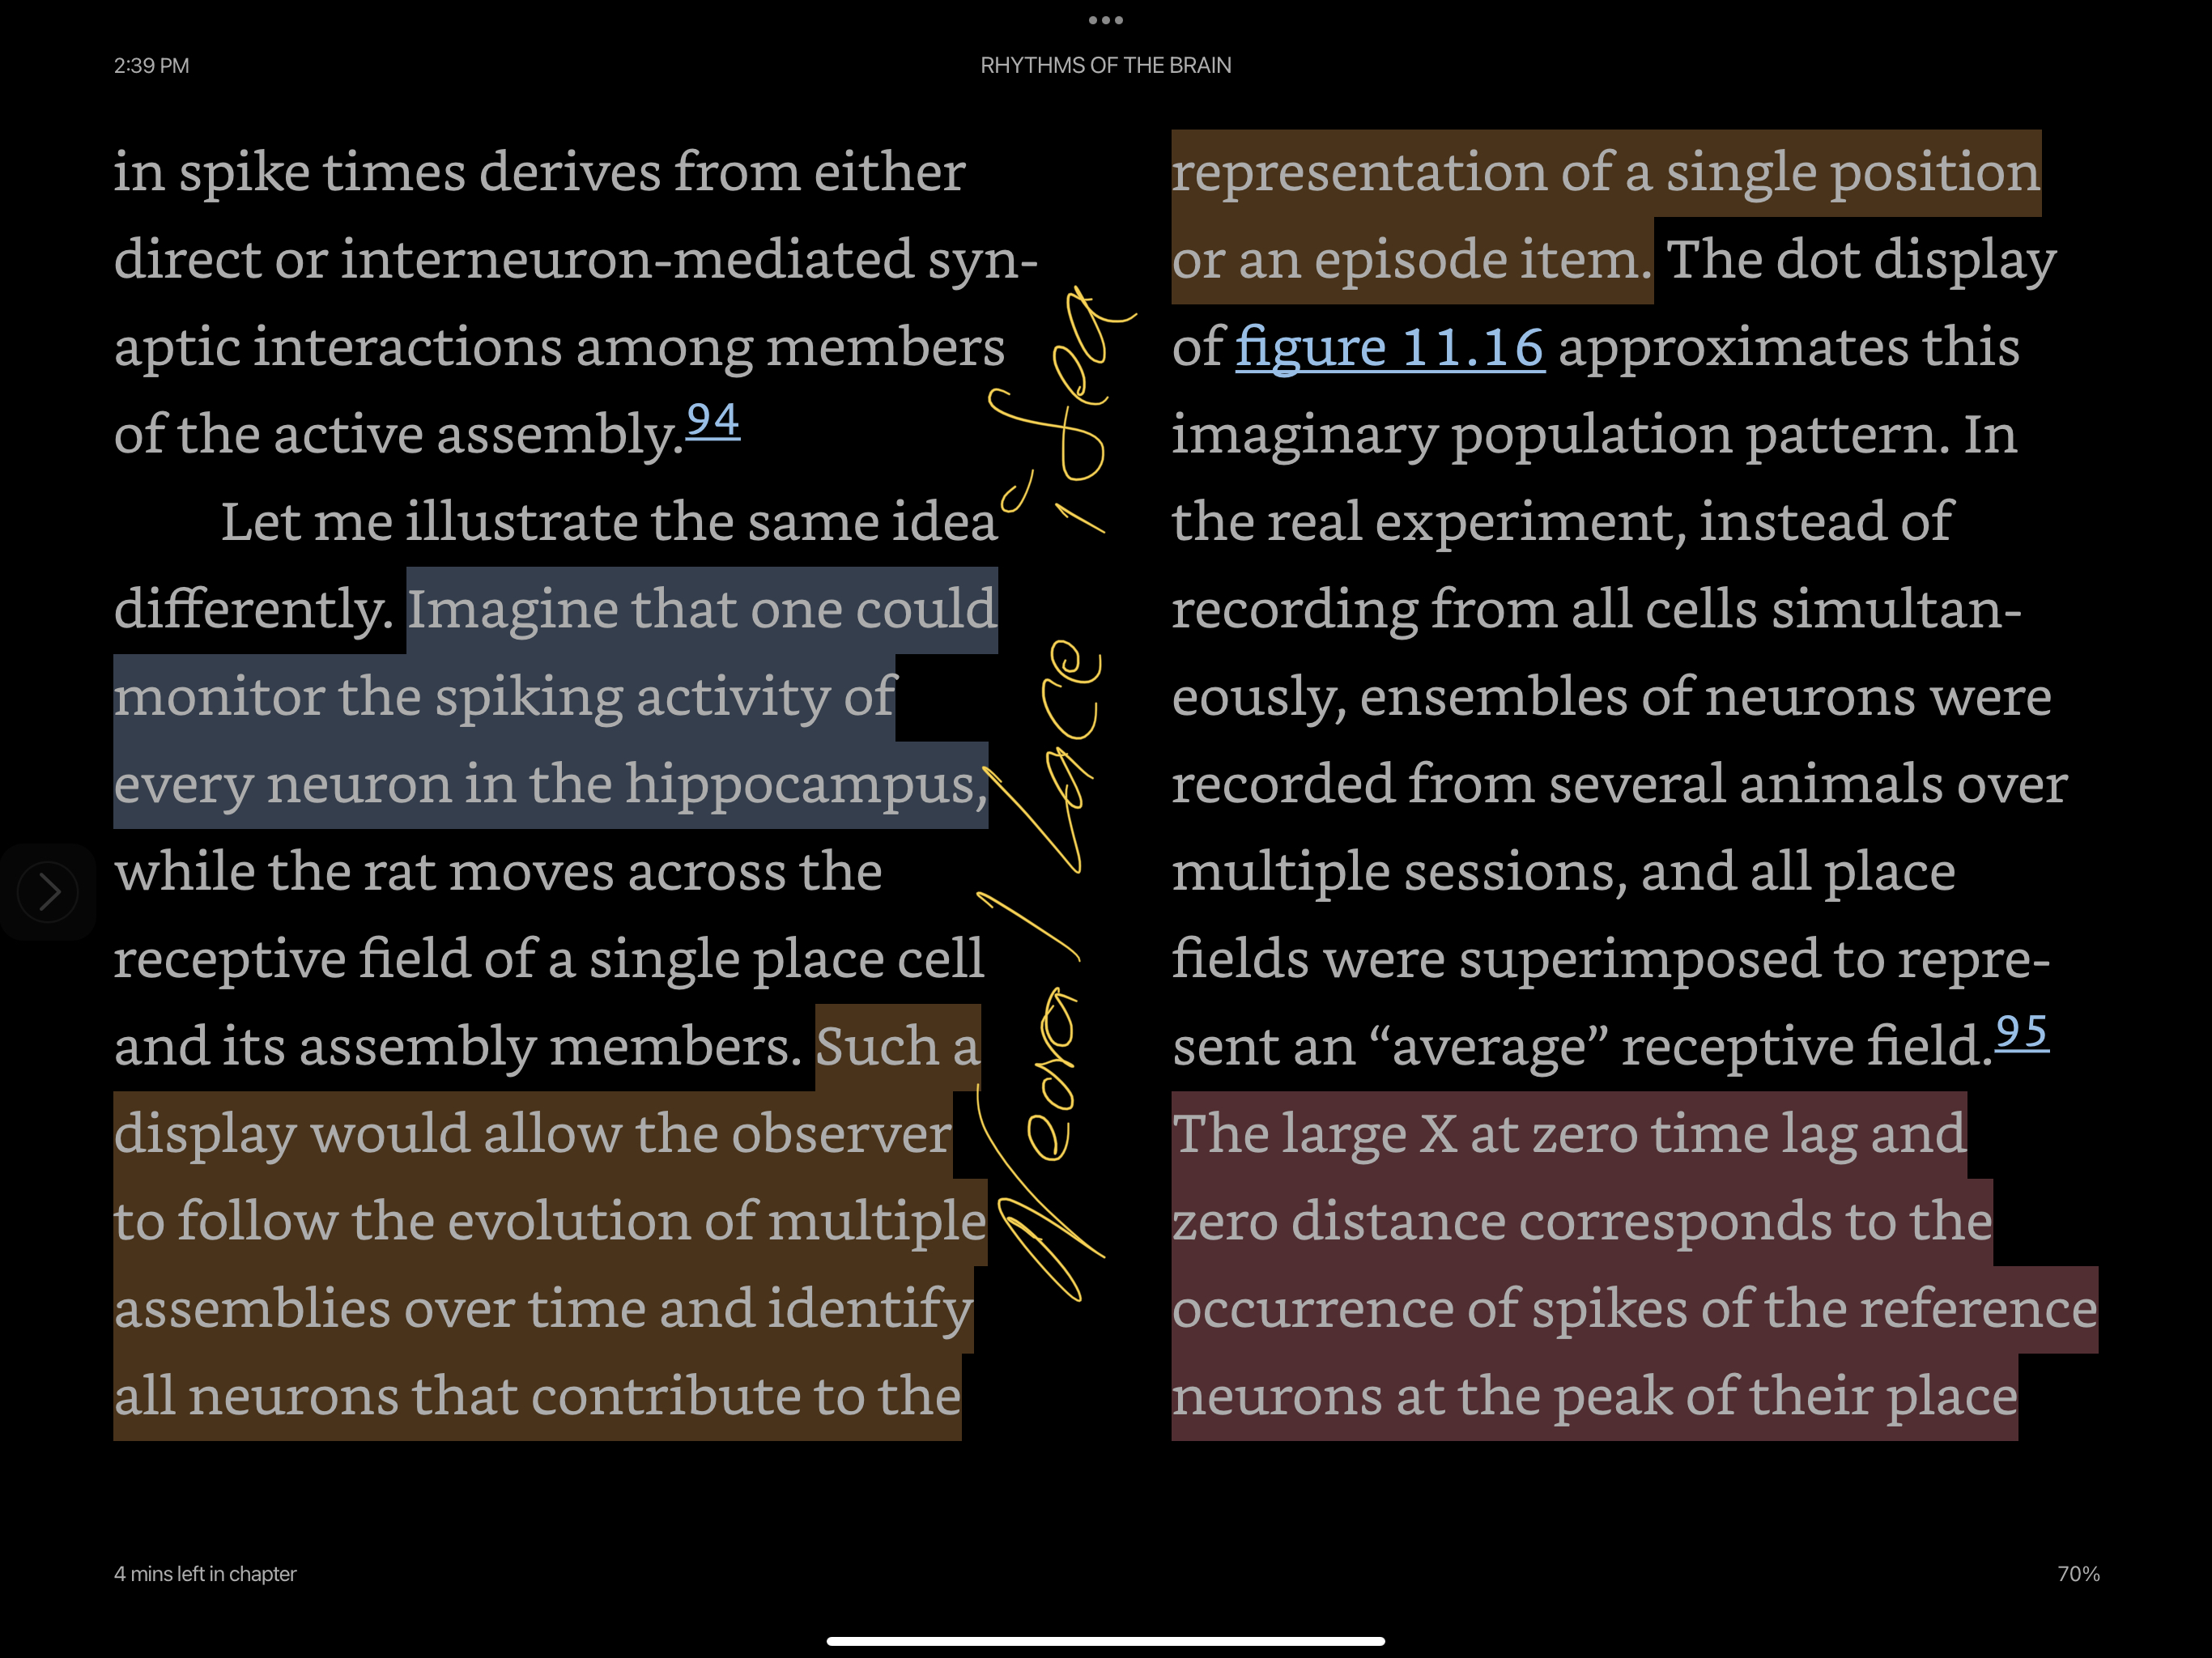 2:39 PM
RHYTHMS OF THE BRAIN
in spike times derives from either
direct or interneuron-mediated syn-
aptic interactions among members
of the active assembly.94
Let me illustrate the same idea
differently. Imagine that one could
monitor the spiking activity of
every neuron in the hippocampus,
while the rat moves across the
receptive field of a single place cell
and its assembly members. Such a
display would allow the observer
to follow the evolution of multiple
assemblies over time and identify
all neurons that contribute to the
representation of a single position
or an episode item. The dot display
of figure 11.16 approximates this
imaginary population pattern. In
the real experiment, instead of
recording from all cells simultan-
eously, ensembles of neurons were
recorded from several animals over
multiple sessions, and all place
fields were superimposed to repre-
sent an “average” receptive field.95
The large X at zero time lag and
zero distance corresponds to the
occurrence of spikes of the reference
neurons at the peak of their place
4 mins left in chapter
70%